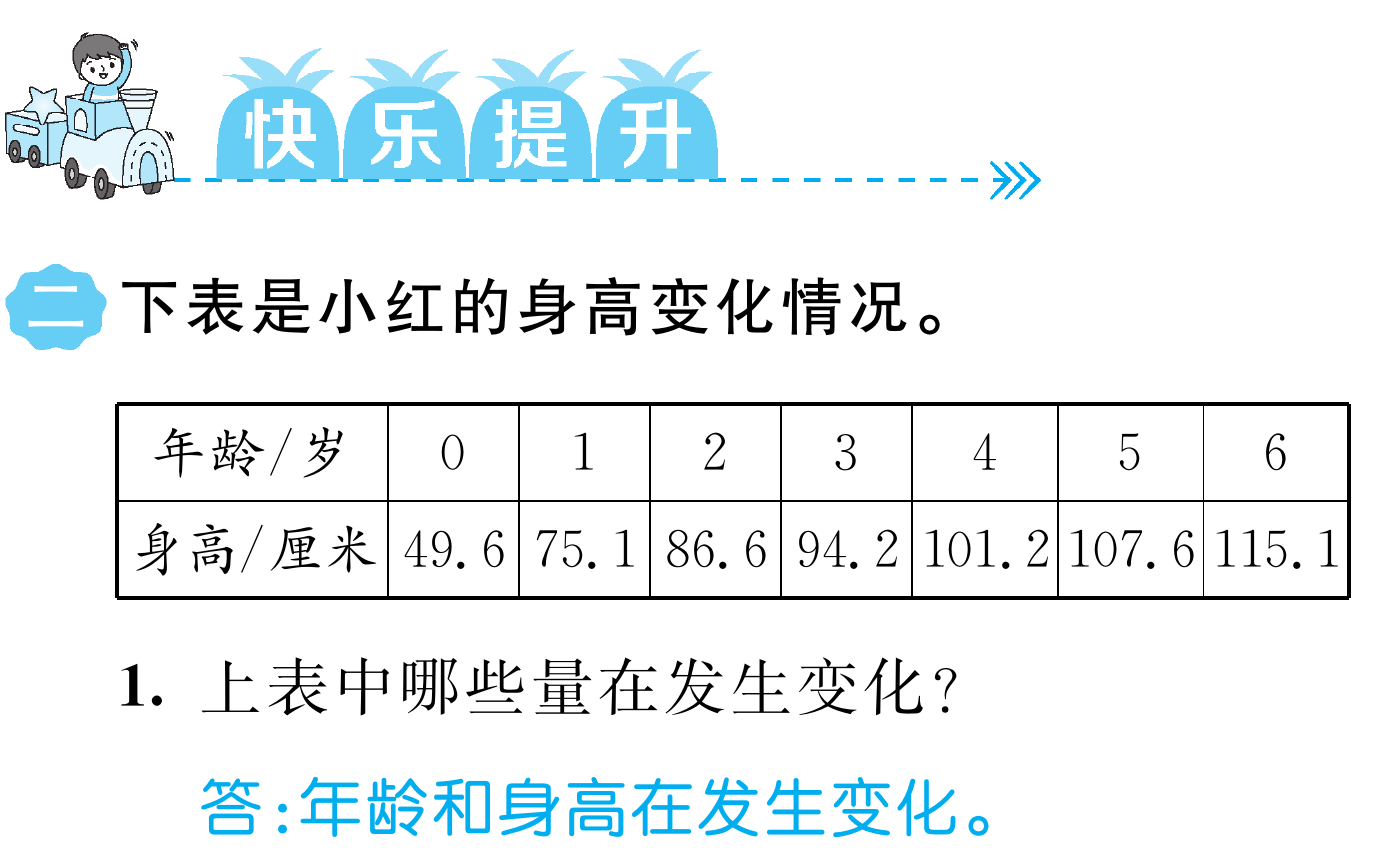 快乐提升
二 下表是小红的身高变化情况。
年龄/岁 0 1 2 3 4 5 6
身高/厘米 49.6 75.1 86.6 94.2 101.2 107.6 115.1
1. 上表中哪些量在发生变化?
答:年龄和身高在发生变化。